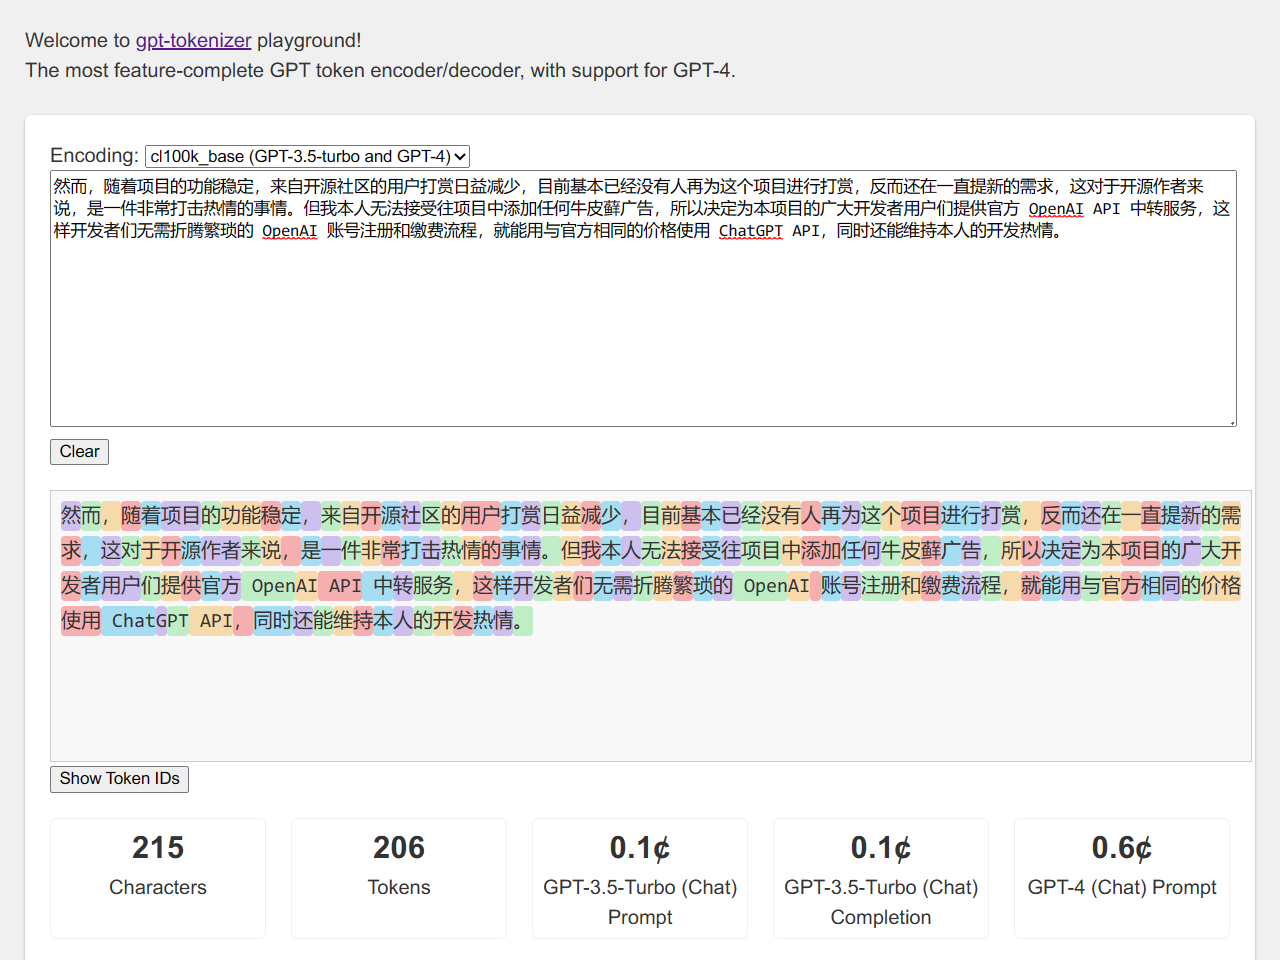 Welcome to gpt-tokenizer playground!
The most feature-complete GPT token encoder/decoder, with support for GPT-4.
Encoding: cl100k_base (GPT-3.5-turbo and GPT-4)
然而，随着项目的功能稳定，来自开源社区的用户打赏日益减少，目前基本已经没有人再为这个项目进行打赏，反而还在一直提新的需求，这对于开源作者来
说，是一件非常打击热情的事情。但我本人无法接受往项目中添加任何牛皮藓广告，所以决定为本项目的广大开发者用户们提供官方 OpenAI API 中转服务，这
样开发者们无需折腾繁琐的 OpenAI 账号注册和缴费流程，就能用与官方相同的价格使用 ChatGPT API，同时还能维持本人的开发热情。
Clear
然而，随着项目的功能稳定，来自开源社区的用户打赏日益减少，目前基本已经没有人再为这个项目进行打赏，反而还在一直提新的需
求，这对于开源作者来说，是一件非常打击热情的事情。但我本人无法接受往项目中添加任何牛皮藓广告，所以决定为本项目的广大开
发者用户们提供官方 OpenAI API 中转服务，这样开发者们无需折腾繁琐的 OpenAI 账号注册和缴费流程，就能用与官方相同的价格
使用 ChatGPT API，同时还能维持本人的开发热情。
Show Token IDs
215
Characters
206
Tokens
0.1¢
GPT-3.5-Turbo (Chat)
Prompt
0.1¢
GPT-3.5-Turbo (Chat)
Completion
0.6¢
GPT-4 (Chat) Prompt